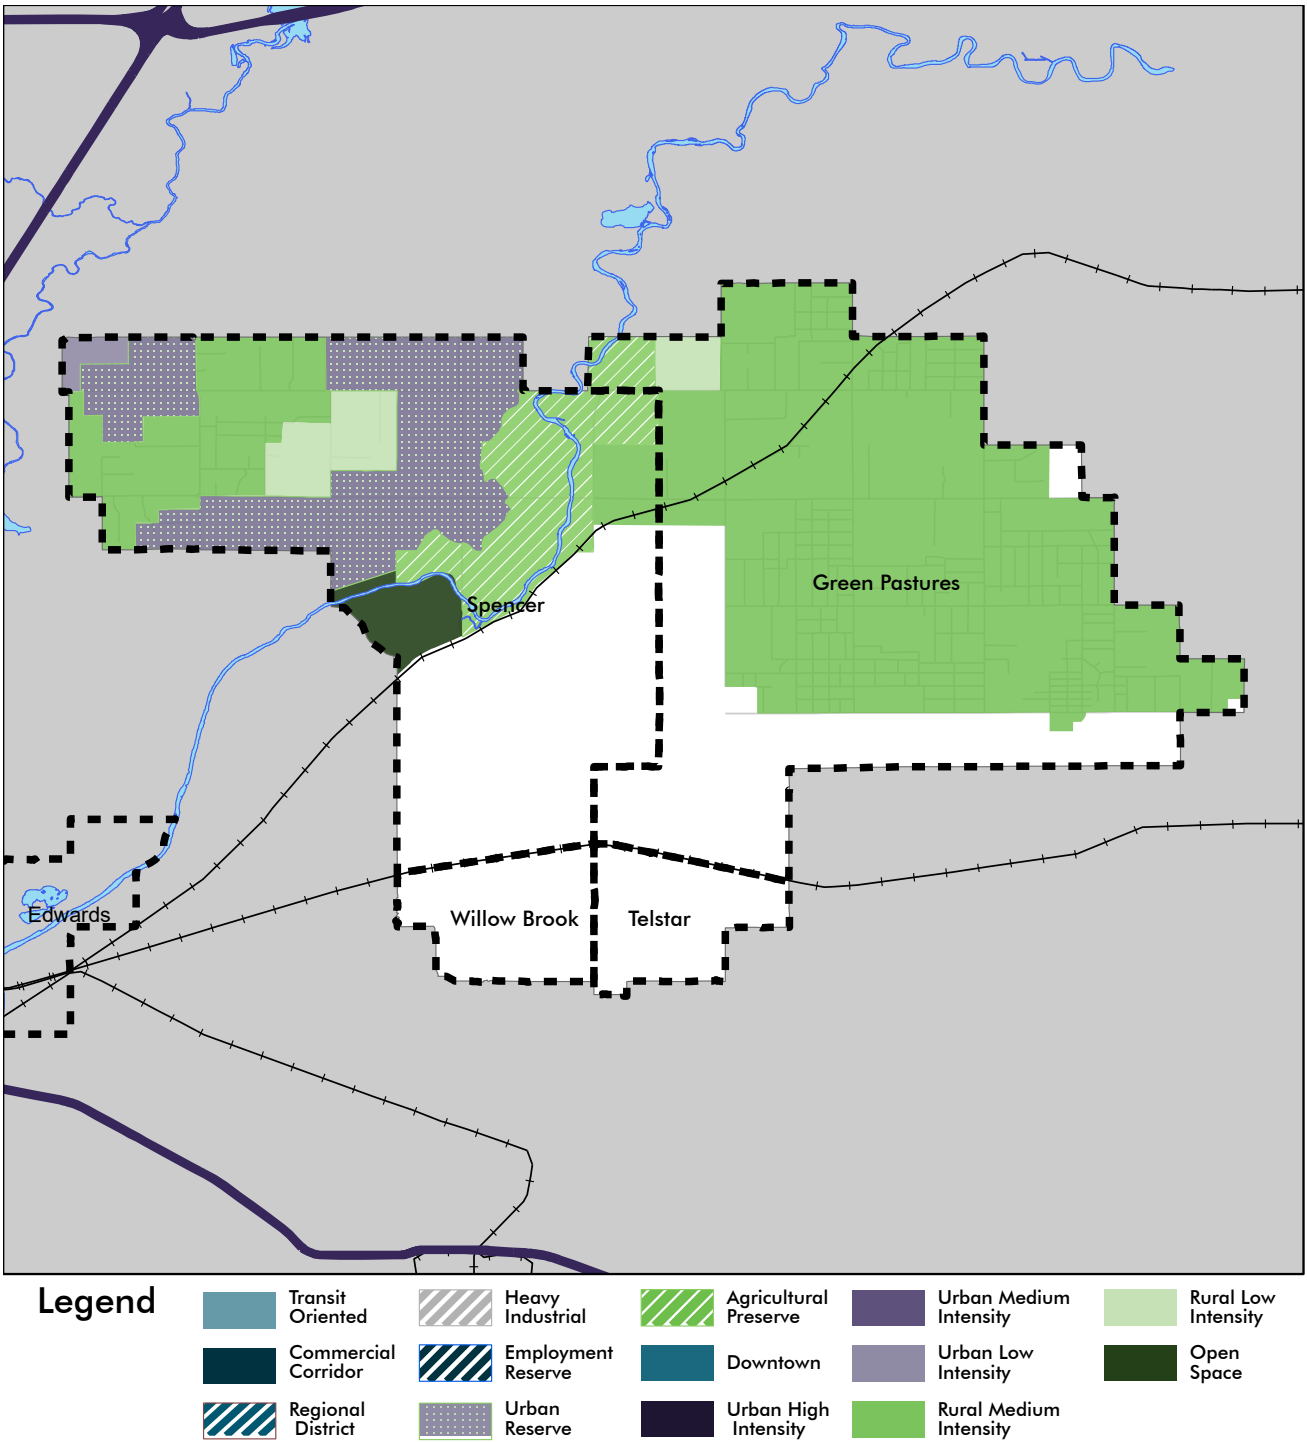 Green Pastures
Spencer
Edwards
Willow Brook
Telstar
Legend
Transit
Oriented
Heavy
Industrial
Agricultural
Preserve
Urban Medium
Intensity
Rural Low
Intensity
Commercial
Corridor
Employment
Reserve
Downtown
Urban Low
Intensity
Open
Space
Regional
District
Urban
Reserve
Urban High
Intensity
Rural Medium
Intensity